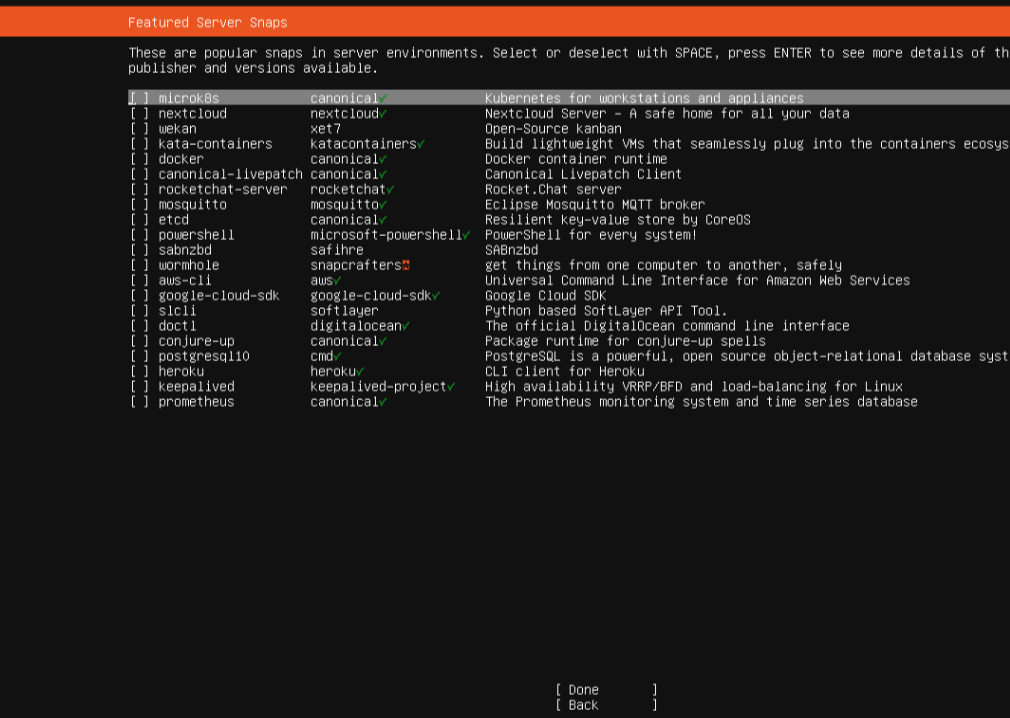 Featured Server Snaps
These are popular snaps in server environments. Select or deselect with SPACE, press ENTER to see more details of th
publisher and versions available.
[ ] microk8s canonical✓ Kubernetes for workstations and appliances
[ ] nextcloud nextcloud✓ Nextcloud Server - A safe home for all your data
[ ] wekan xet7 Open-Source kanban
[ ] kata-containers katacontainers✓ Build lightweight VMs that seamlessly plug into the containers ecosys
[ ] docker canonical✓ Docker container runtime
[ ] canonical-livepatch canonical✓ Canonical Livepatch Client
[ ] rocketchat-server rocketchat✓ Rocket.Chat server
[ ] mosquitto mosquitto✓ Eclipse Mosquitto MQTT broker
[ ] etcd canonical✓ Resilient key-value store by CoreOS
[ ] powershell microsoft-powershell✓ PowerShell for every system!
[ ] sabnzbd safihre SABnzbd
[ ] wormhole snapcrafters get things from one computer to another, safely
[ ] aws-cli aws✓ Universal Command Line Interface for Amazon Web Services
[ ] google-cloud-sdk google-cloud-sdk✓ Google Cloud SDK
[ ] slcli softlayer Python based SoftLayer API Tool.
[ ] doctl digitalocean✓ The official DigitalOcean command line interface
[ ] conjure-up canonical✓ Package runtime for conjure-up spells
[ ] postgresql10 cmd✓ PostgreSQL is a powerful, open source object-relational database syst
[ ] heroku heroku✓ CLI client for Heroku
[ ] keepalived keepalived-project✓ High availability VRRP/BFD and load-balancing for Linux
[ ] prometheus canonical✓ The Prometheus monitoring system and time series database
[ Done ]
[ Back ]